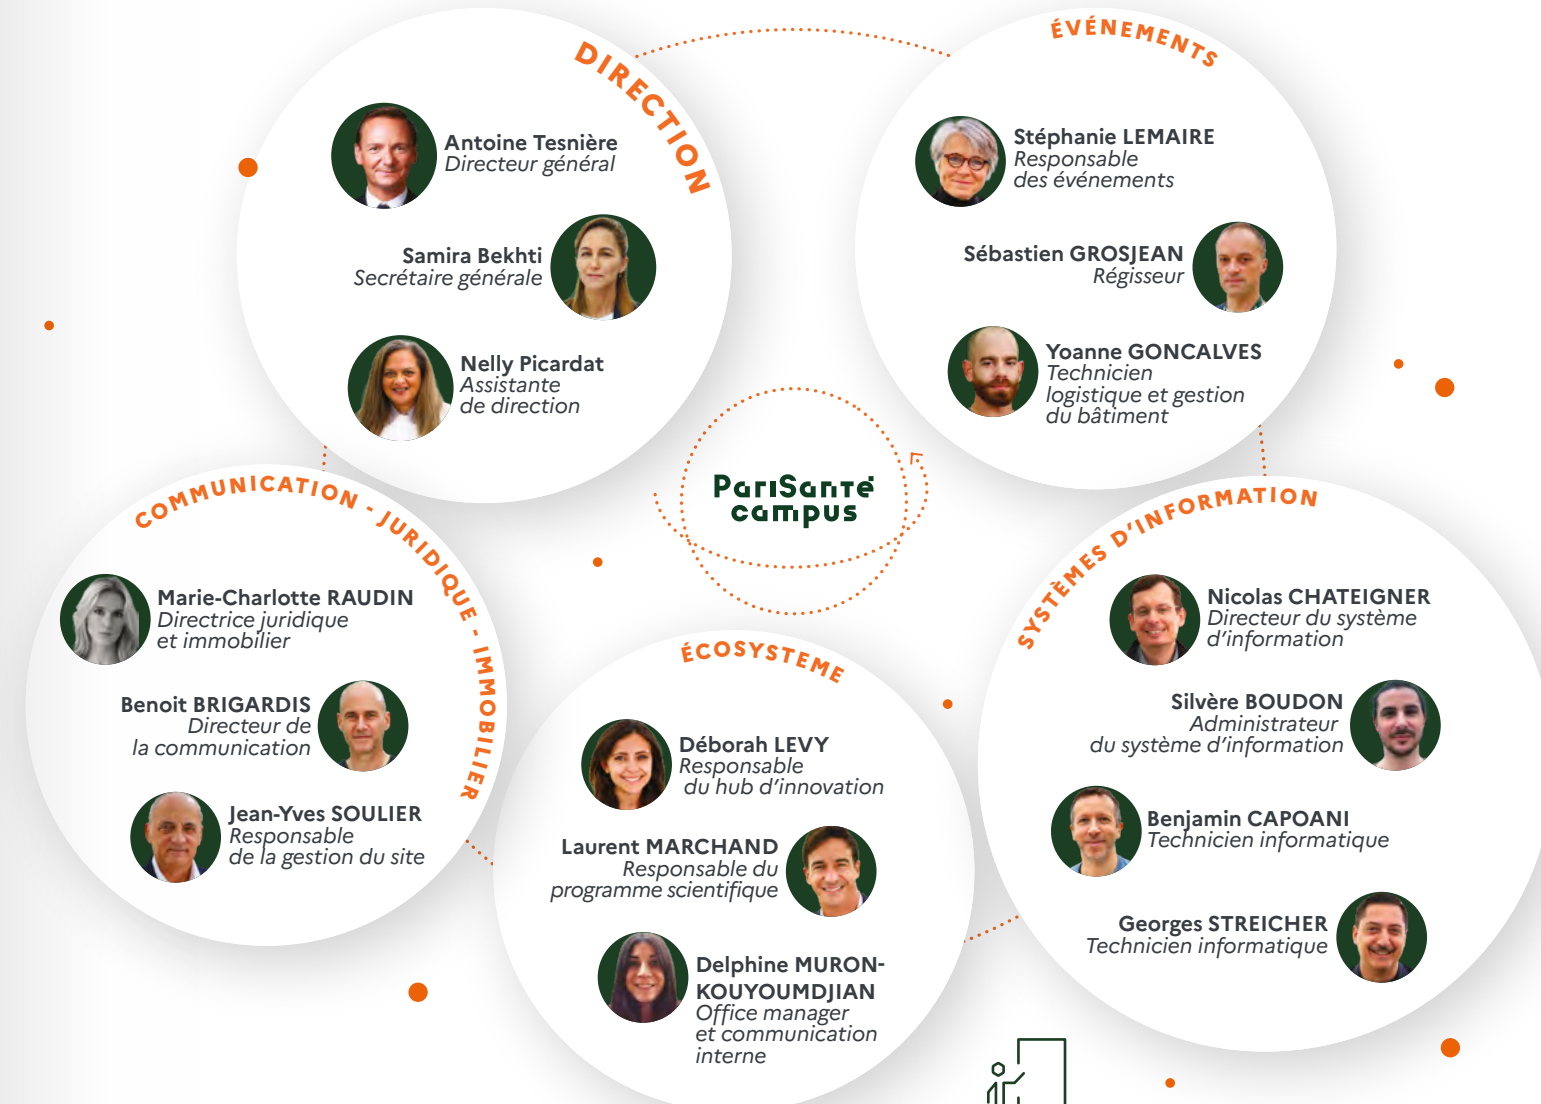 DIRECTION
Antoine Tesnière
Directeur général
Samira Bekhti
Secrétaire générale
Nelly Picardat
Assistante
de direction
ÉVÉNEMENTS
Stéphanie LEMAIRE
Responsable
des événements
Sébastien GROSJEAN
Régisseur
Yoanne GONCALVES
Technicien
logistique et gestion
du bâtiment
PariSanté
campus
COMMUNICATION - JURIDIQUE - IMMOBILIER
Marie-Charlotte RAUDIN
Directrice juridique
et immobilier
Benoit BRIGARDIS
Directeur de
la communication
Jean-Yves SOULIER
Responsable
de la gestion du site
ÉCOSYSTEME
Déborah LEVY
Responsable
du hub d'innovation
Laurent MARCHAND
Responsable du
programme scientifique
Delphine MURON-
KOUYOUMDJIAN
Office manager
et communication
interne
SYSTÈMES D'INFORMATION
Nicolas CHATEIGNER
Directeur du système
d'information
Silvère BOUDON
Administrateur
du système d'information
Benjamin CAPOANI
Technicien informatique
Georges STREICHER
Technicien informatique